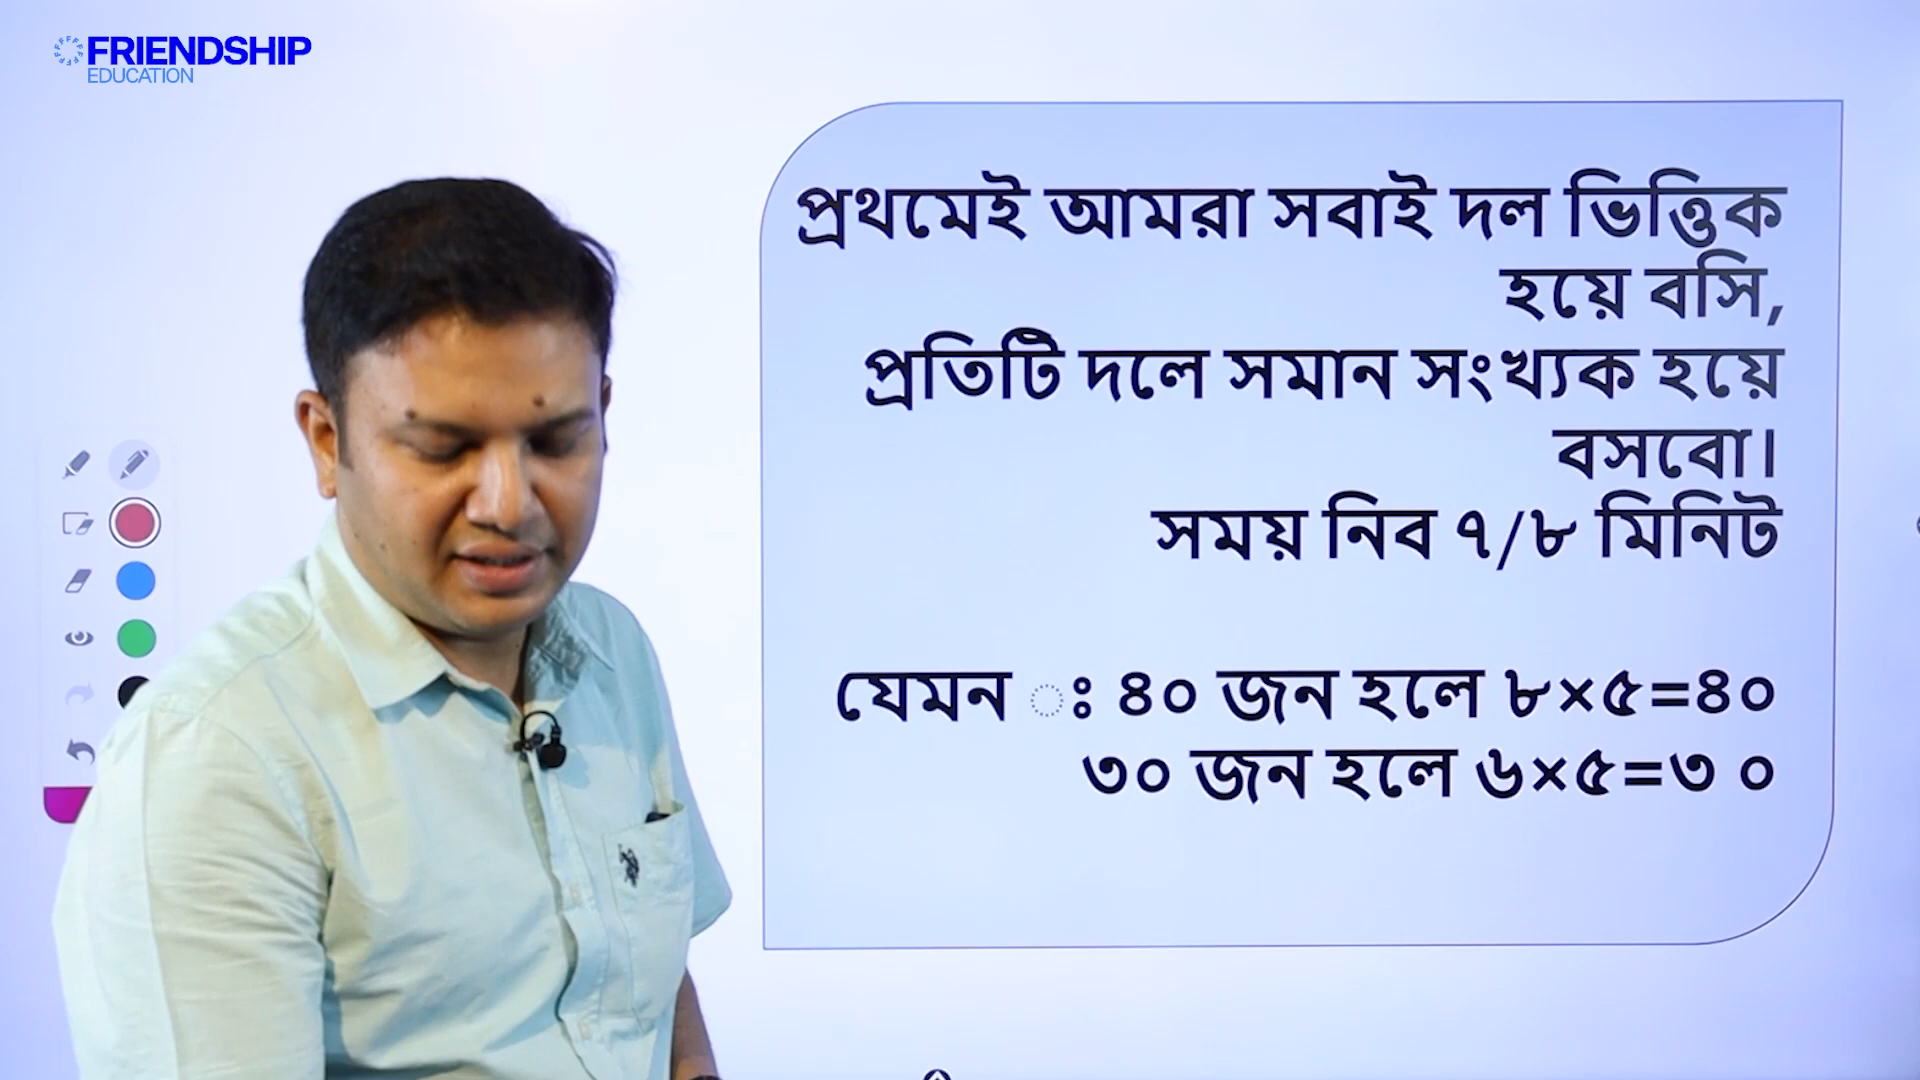 FRIENDSHIP
EDUCATION
প্রথমেই আমরা সবাই দল ভিত্তিক
হয়ে বসি,
প্রতিটি দলে সমান সংখ্যক হয়ে
বসবো।
সময় নিব ৭/৮ মিনিট
যেমন ঃ ৪০ জন হলে ৮×৫=৪০
৩০ জন হলে ৬×৫=৩ ০